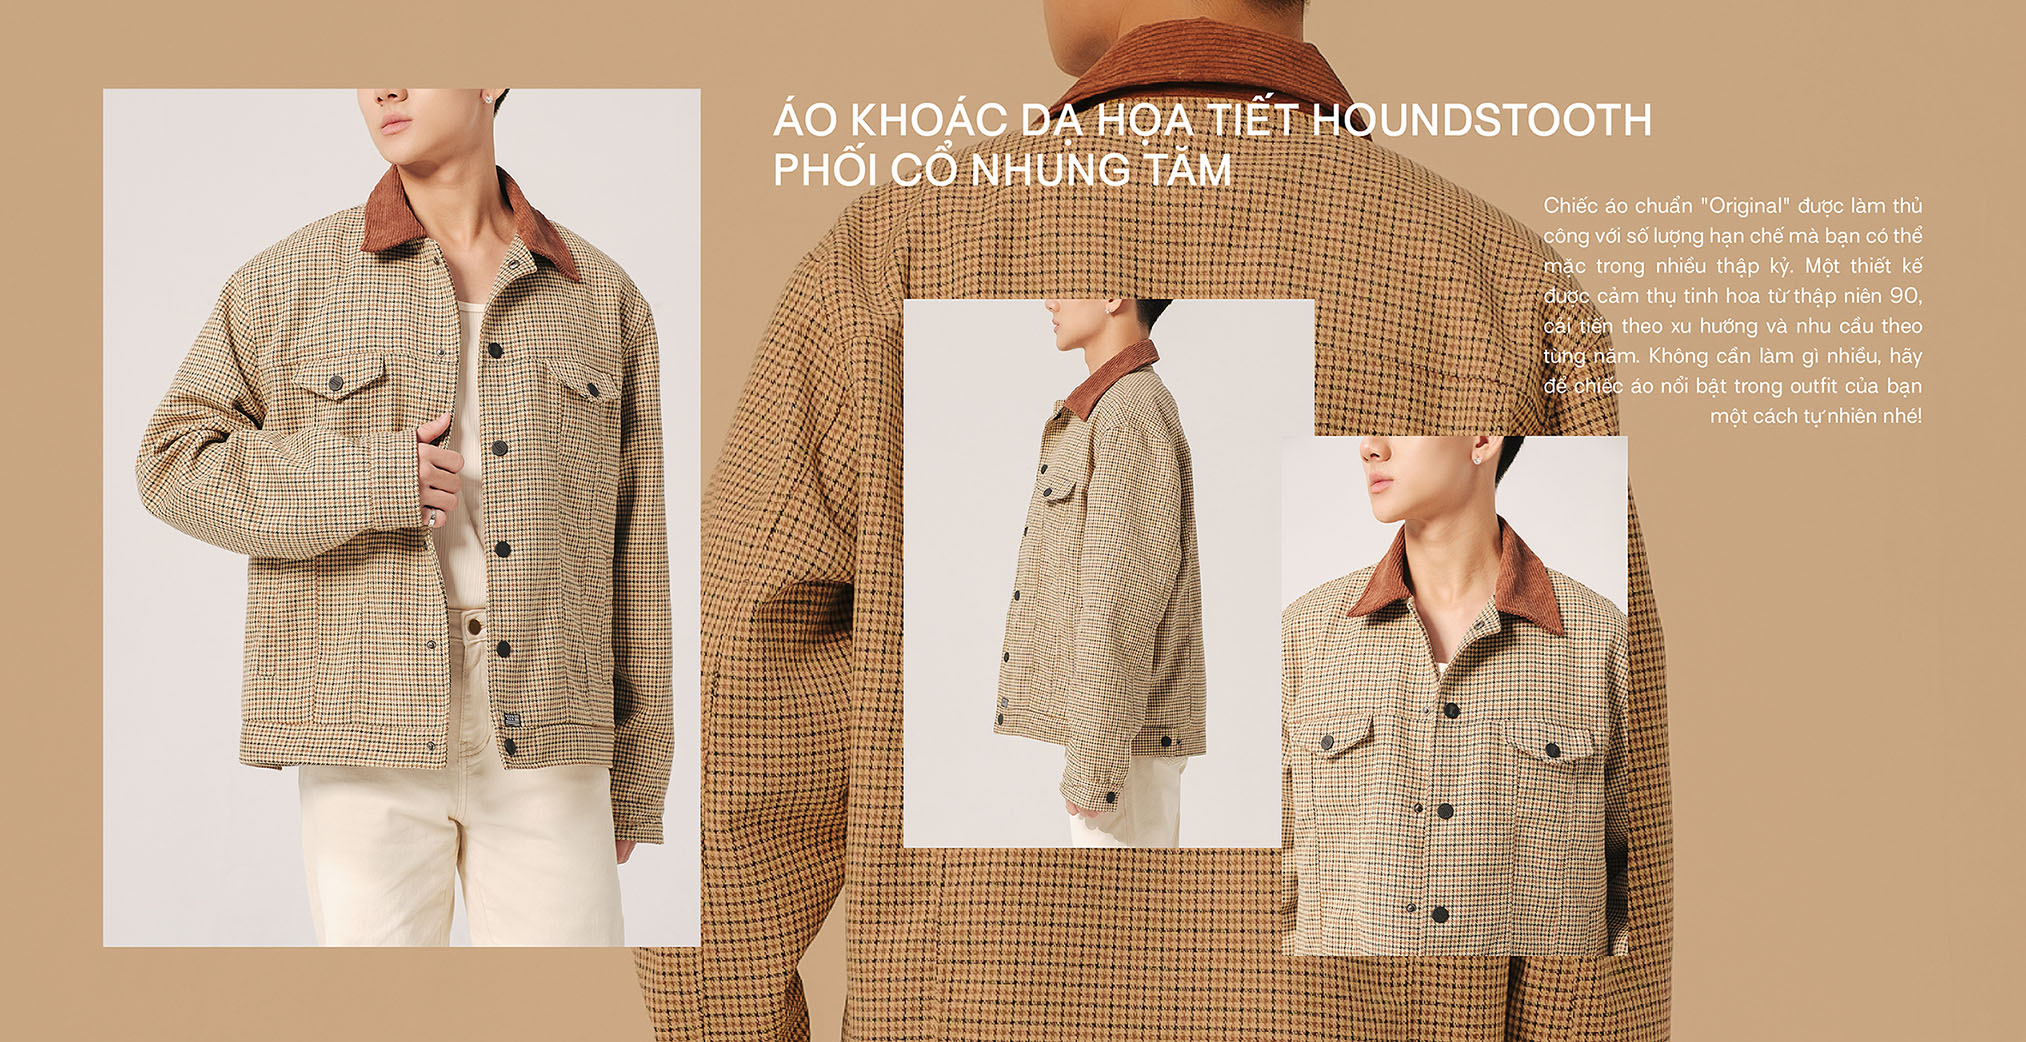 ÁO KHOÁC DẠ HỌA TIẾT HOUNDSTOOTH
PHỐI CỔ NHUNG TĂM
Chiếc áo chuẩn "Original" được làm thủ
công với số lượng hạn chế mà bạn có thể
mặc trong nhiều thập kỷ. Một thiết kế
được cảm thụ tinh hoa từ thập niên 90,
cải tiến theo xu hướng và nhu cầu theo
từng năm. Không cần làm gì nhiều, hãy
để chiếc áo nổi bật trong outfit của bạn
một cách tự nhiên nhé!